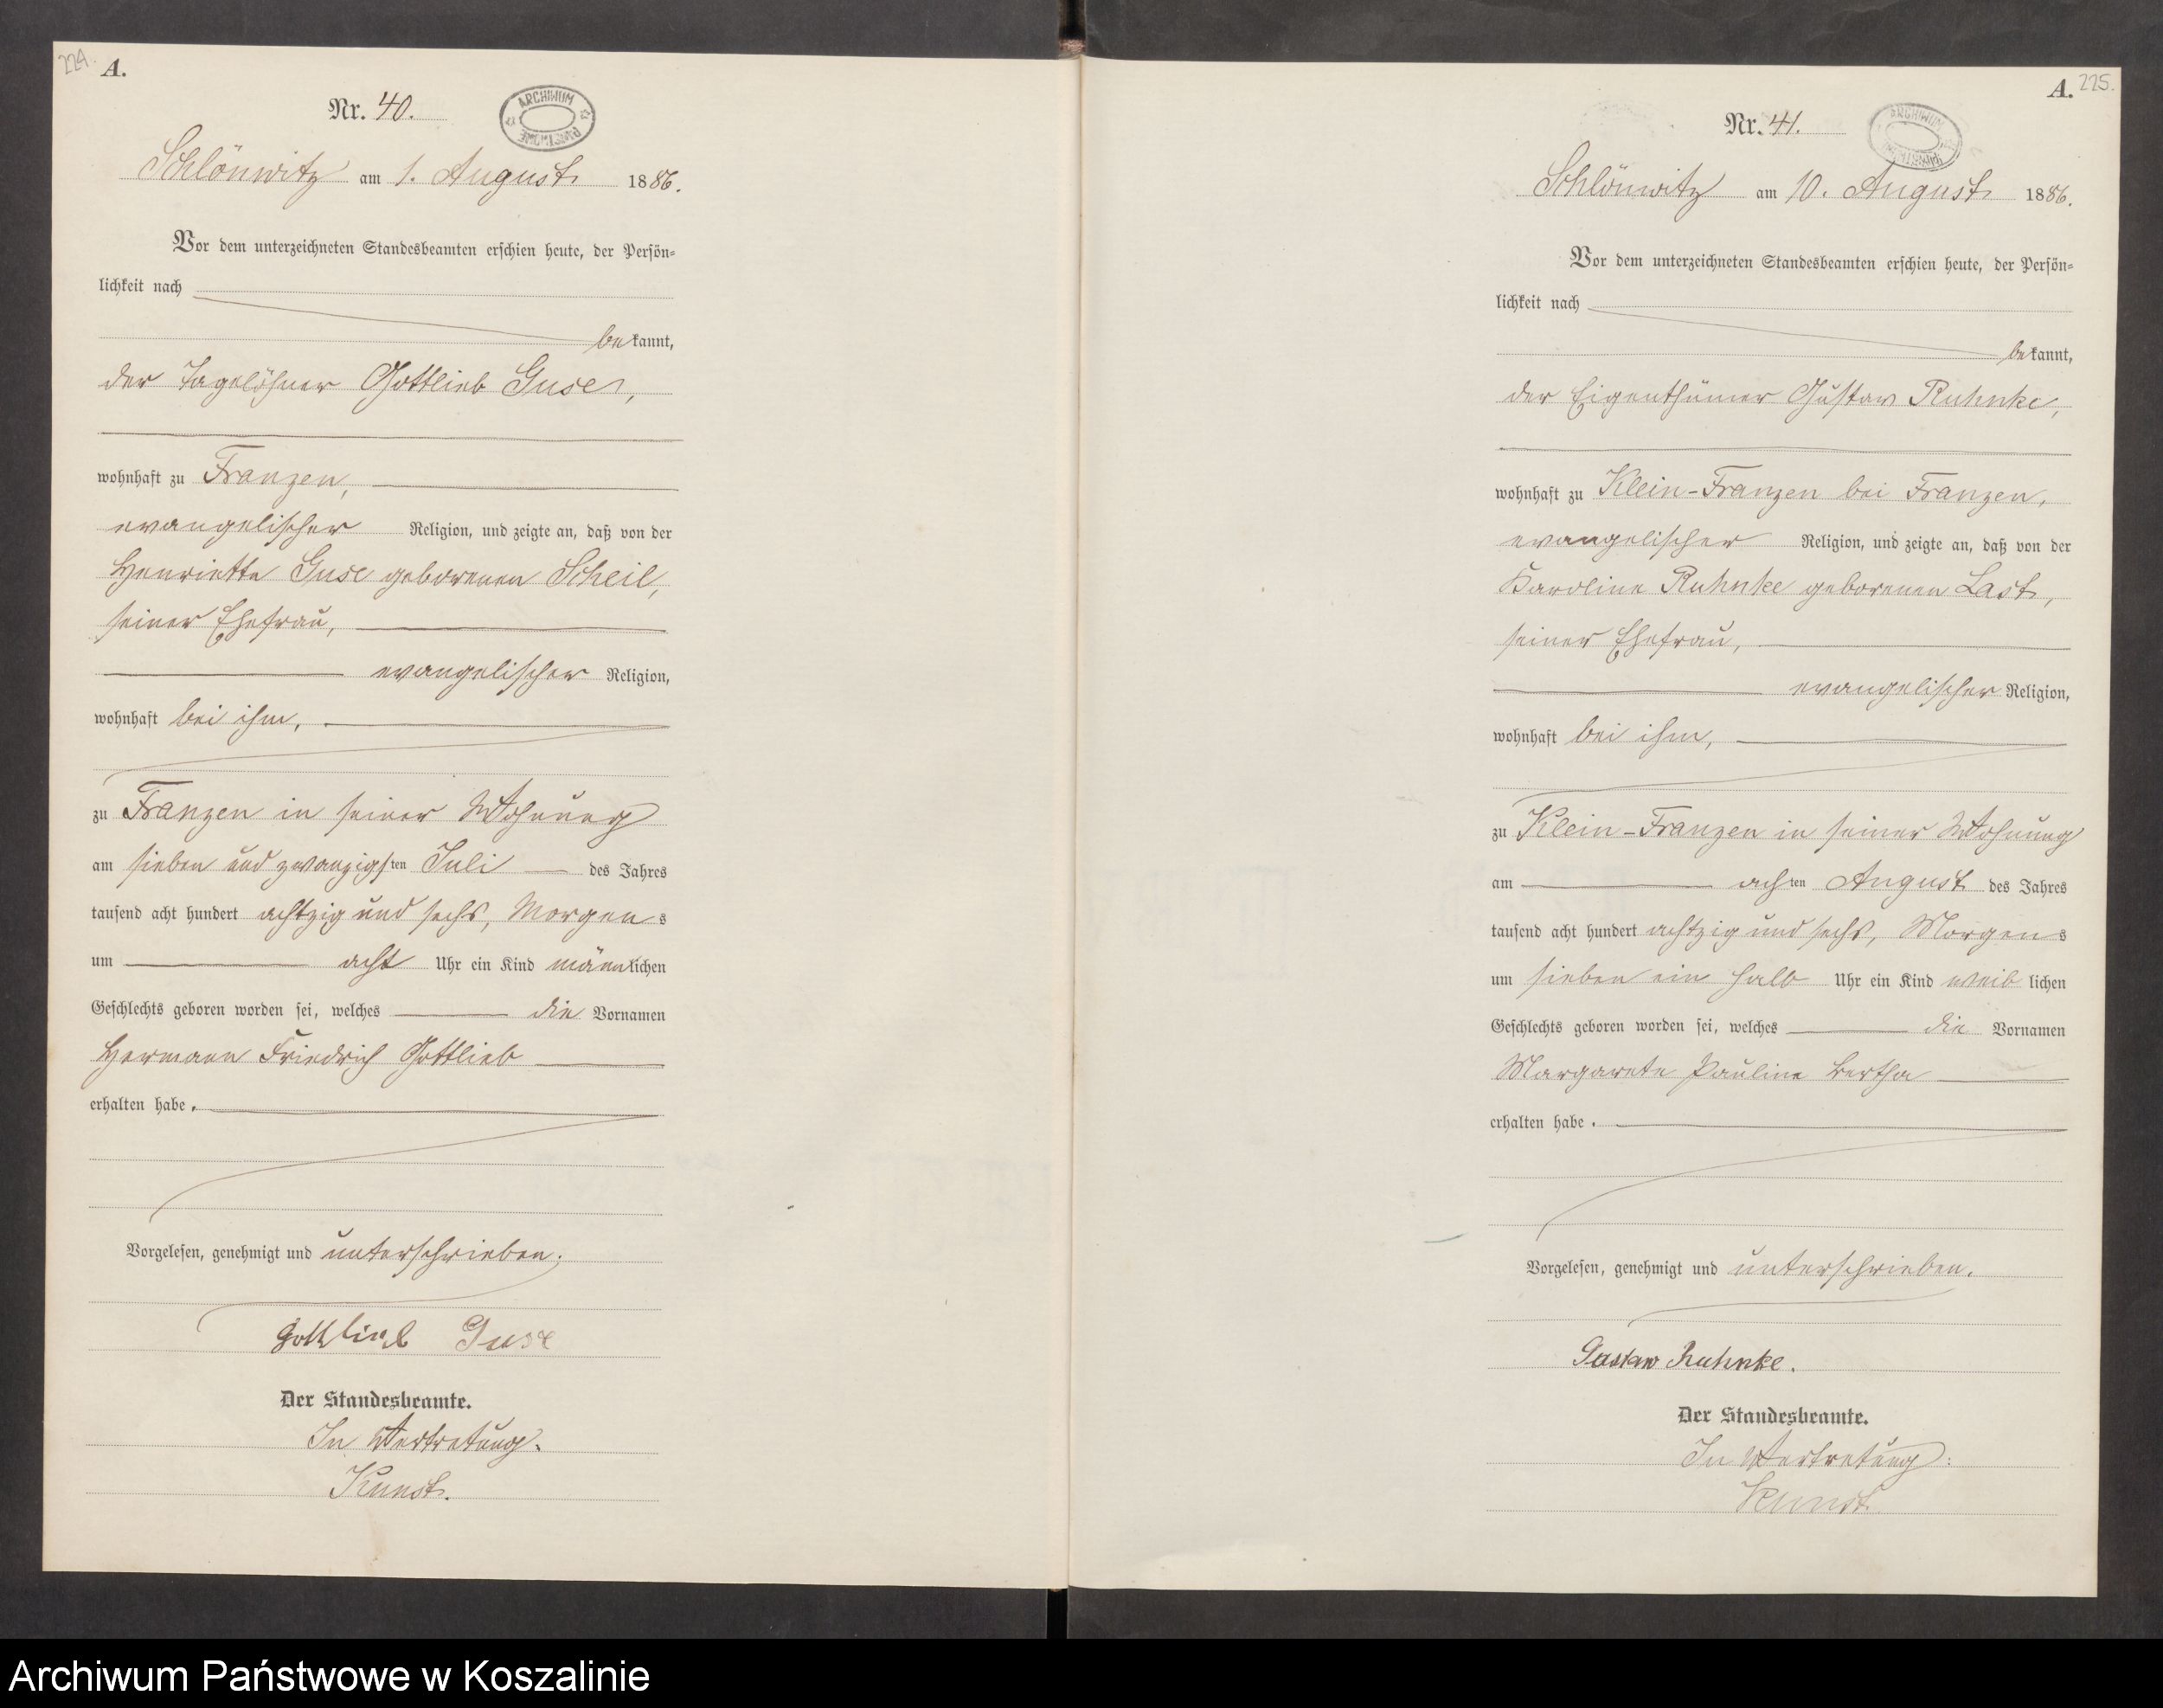 224.
A.
Nr. 40.
ARCHIWUM PAŃSTWOWE
Schlönwitz am 1. August 1886.
Vor dem unterzeichneten Standesbeamten erschien heute, der Persön-
lichkeit nach
bekannt,
der Tagelöhner Gottlieb Guse,
wohnhaft zu Franzen,
evangelischer Religion, und zeigte an, daß von der
Henriette Guse geborenen Scheil,
seiner Ehefrau,
evangelischer Religion,
wohnhaft bei ihm,
zu Franzen in seiner Wohnung
am sieben und zwanzigsten Juli des Jahres
tausend acht hundert achtzig und sechs, Morgens
um acht Uhr ein Kind männlichen
Geschlechts geboren worden sei, welches die Vornamen
Hermann Friedrich Gottlieb
erhalten habe.
Vorgelesen, genehmigt und unterschrieben.
Gottlieb Guse
Der Standesbeamte.
In Vertretung.
Kunst.
A. 225.
Nr. 41.
ARCHIWUM PAŃSTWOWE
Schlönwitz am 10. August 1886.
Vor dem unterzeichneten Standesbeamten erschien heute, der Persön-
lichkeit nach
bekannt,
der Eigenthümer Gustav Ruhnke,
wohnhaft zu Klein-Franzen bei Franzen,
evangelischer Religion, und zeigte an, daß von der
Karoline Ruhnke geborenen Last,
seiner Ehefrau,
evangelischer Religion,
wohnhaft bei ihm,
zu Klein-Franzen in seiner Wohnung
am achten August des Jahres
tausend acht hundert achtzig und sechs, Morgens
um sieben ein halb Uhr ein Kind weiblichen
Geschlechts geboren worden sei, welches die Vornamen
Margarete Pauline Bertha
erhalten habe.
Vorgelesen, genehmigt und unterschrieben.
Gustaw Ruhnke.
Der Standesbeamte.
In Vertretung:
Kunst.
Archiwum Państwowe w Koszalinie